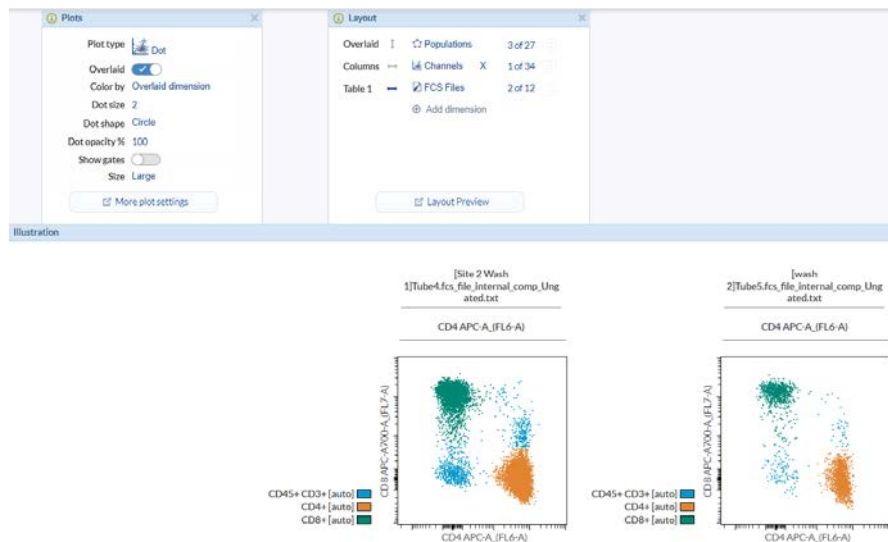 Plots
Plot type Dot
Overlaid
Color by Overlaid dimension
Dot size 2
Dot shape Circle
Dot opacity % 100
Show gates
Size Large
More plot settings
Layout
Overlaid Populations 3 of 27
Columns Channels X 1 of 34
Table 1 FCS Files 2 of 12
Add dimension
Layout Preview
Illustration
[Site 2 Wash
1]Tube4.fcs_file_internal_comp_Ung
ated.txt
CD4 APC-A_(FL6-A)
CD8 APC-A700-A_(FL7-A)
CD4 APC-A_(FL6-A)
CD45+ CD3+ [auto]
CD4+ [auto]
CD8+ [auto]
[wash
2]Tube5.fcs_file_internal_comp_Ung
ated.txt
CD4 APC-A_(FL6-A)
CD8 APC-A700-A_(FL7-A)
CD4 APC-A_(FL6-A)
CD45+ CD3+ [auto]
CD4+ [auto]
CD8+ [auto]